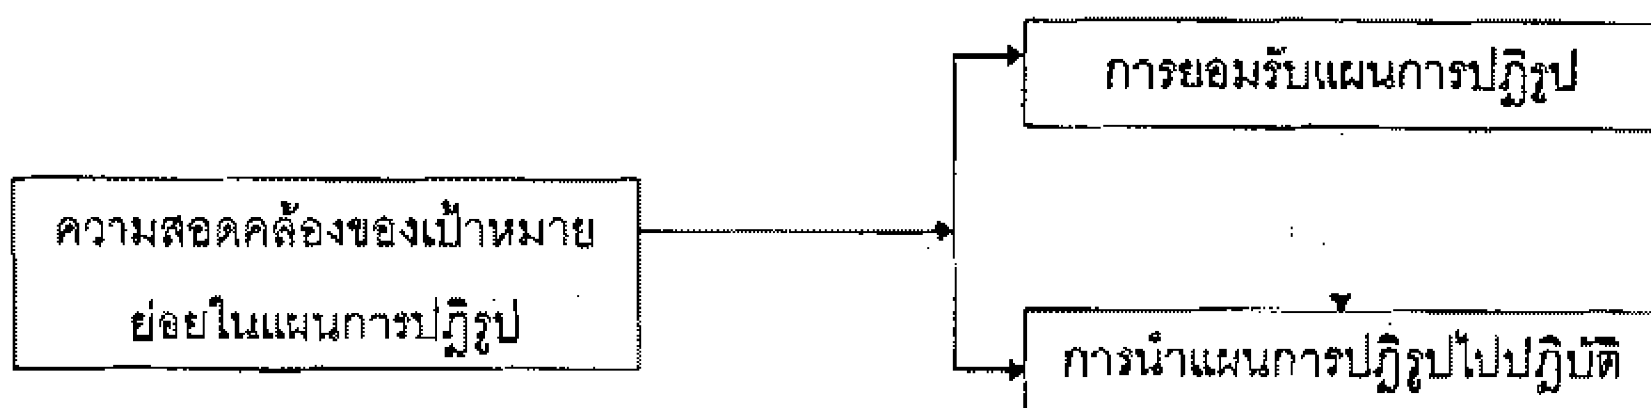 การยอมรับแผนการปฏิรูป
ความสอดคล้องของเป้าหมาย
ย่อยในแผนการปฏิรูป
การนำแผนการปฏิรูปไปปฏิบัติ